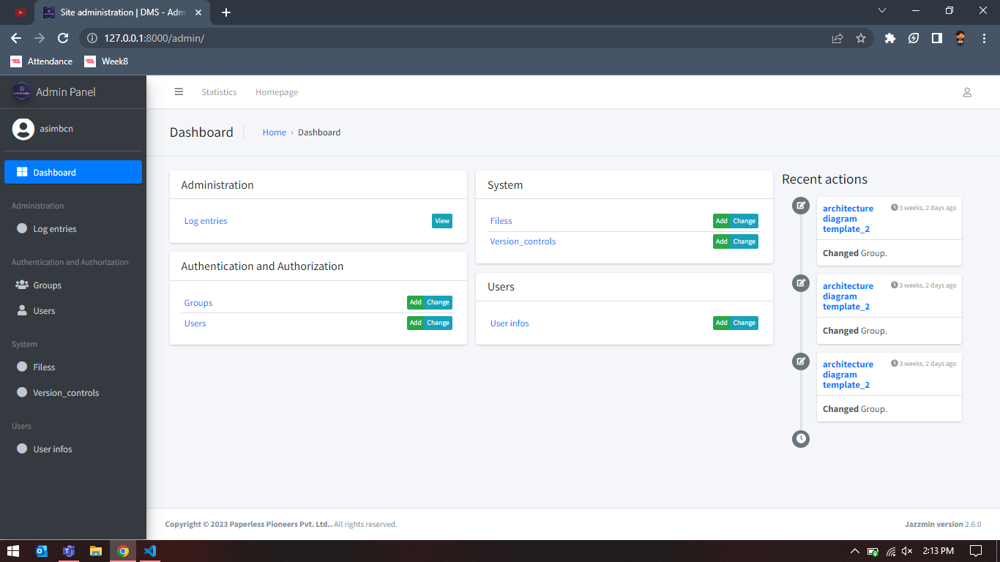 Site administration | DMS - Adm
127.0.0.1:8000/admin/
Attendance
Week8
Admin Panel
Statistics
Homepage
asimbcn
Dashboard
Home › Dashboard
Dashboard
Administration
Log entries
Authentication and Authorization
Groups
Users
System
Filess
Version_controls
Users
User infos
Administration
Log entries
View
Authentication and Authorization
Groups
Add
Change
Users
Add
Change
System
Filess
Add
Change
Version_controls
Add
Change
Users
User infos
Add
Change
Recent actions
architecture
diagram
template_2
3 weeks, 2 days ago
Changed Group.
architecture
diagram
template_2
3 weeks, 2 days ago
Changed Group.
architecture
diagram
template_2
3 weeks, 2 days ago
Changed Group.
Copyright © 2023 Paperless Pioneers Pvt. Ltd.. All rights reserved.
Jazzmin version 2.6.0
2:13 PM